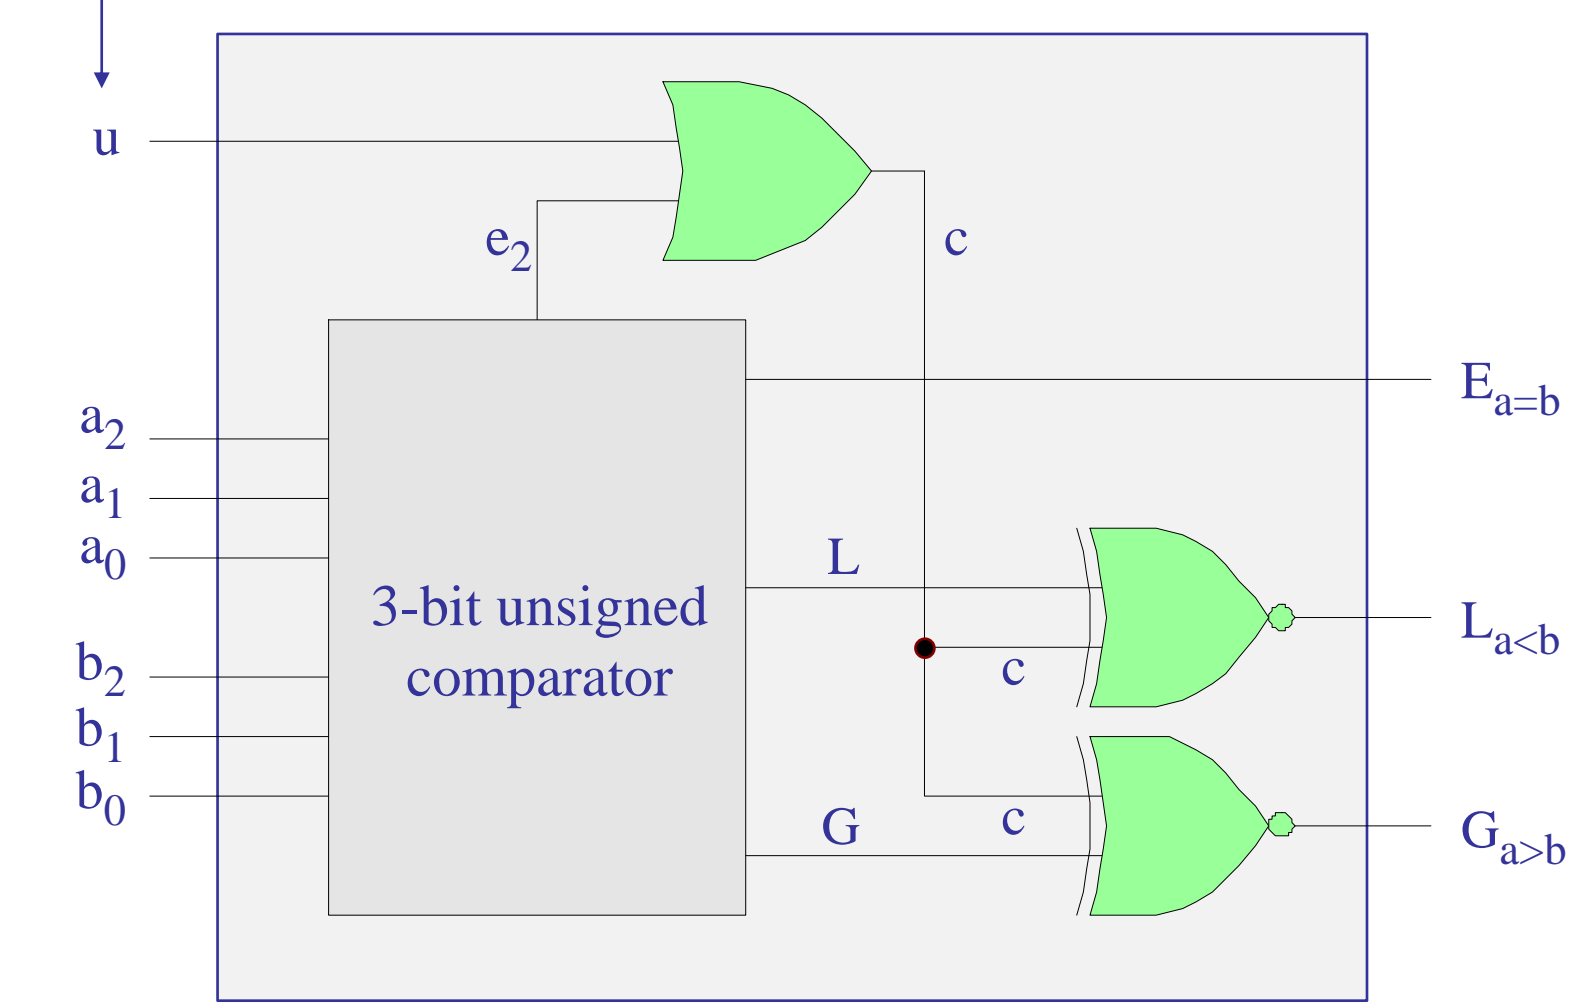 u
e2
c
Ea=b
a2
a1
a0
L
3-bit unsigned
comparator
La<b
b2
c
b1
b0
G
c
Ga>b